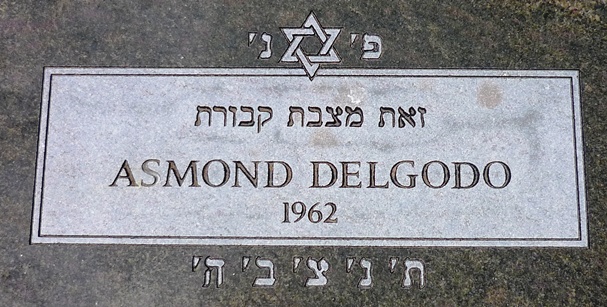 פ' נ'
זאת מצבת קבורת
ASMOND DELGODO
1962
ת' נ' צ' ב' ה'